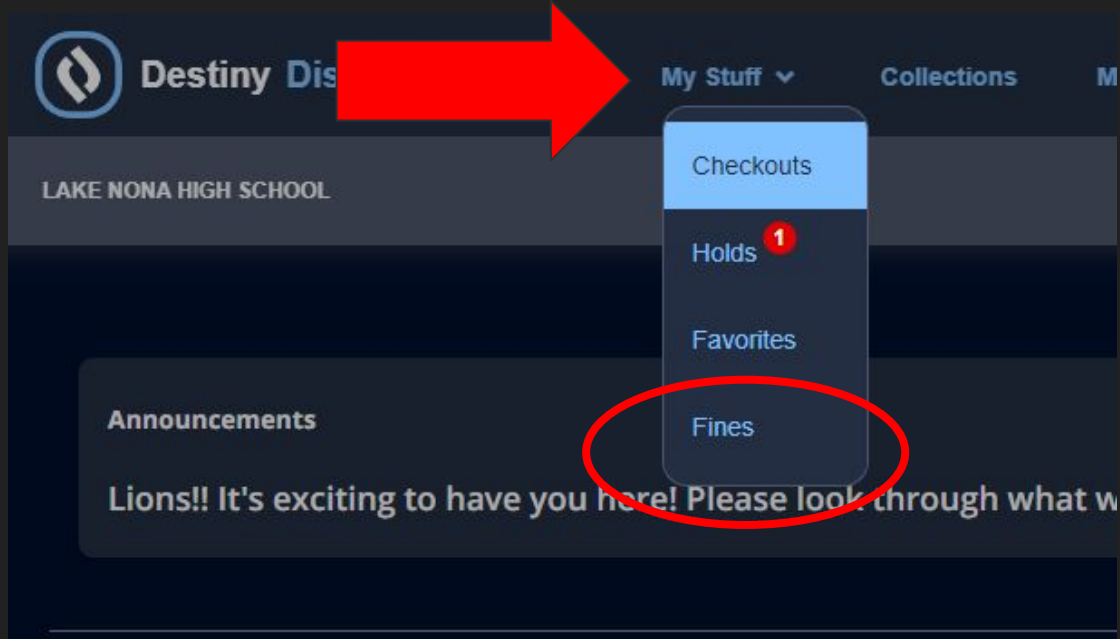 Destiny Dis
My Stuff
Collections
M
LAKE NONA HIGH SCHOOL
Checkouts
Holds 1
Favorites
Fines
Announcements
Lions!! It's exciting to have you here! Please look through what w